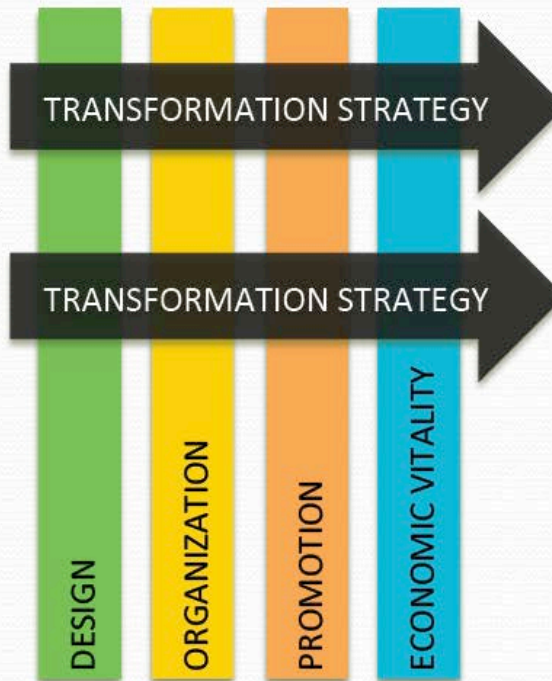 TRANSFORMATION STRATEGY
TRANSFORMATION STRATEGY
DESIGN
ORGANIZATION
PROMOTION
ECONOMIC VITALITY